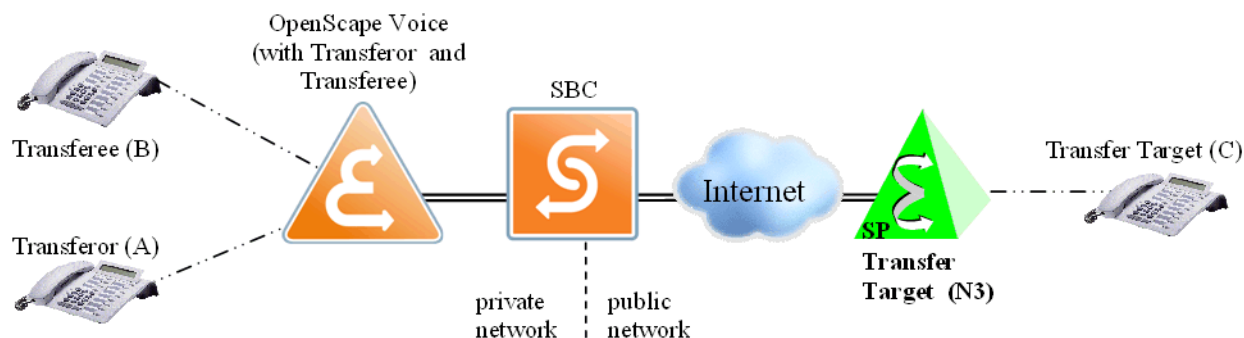 OpenScape Voice
(with Transferor and
Transferee)
SBC
Transferee (B)
Transfer Target (C)
Internet
Transferor (A)
SP
Transfer
Target (N3)
private
network
public
network